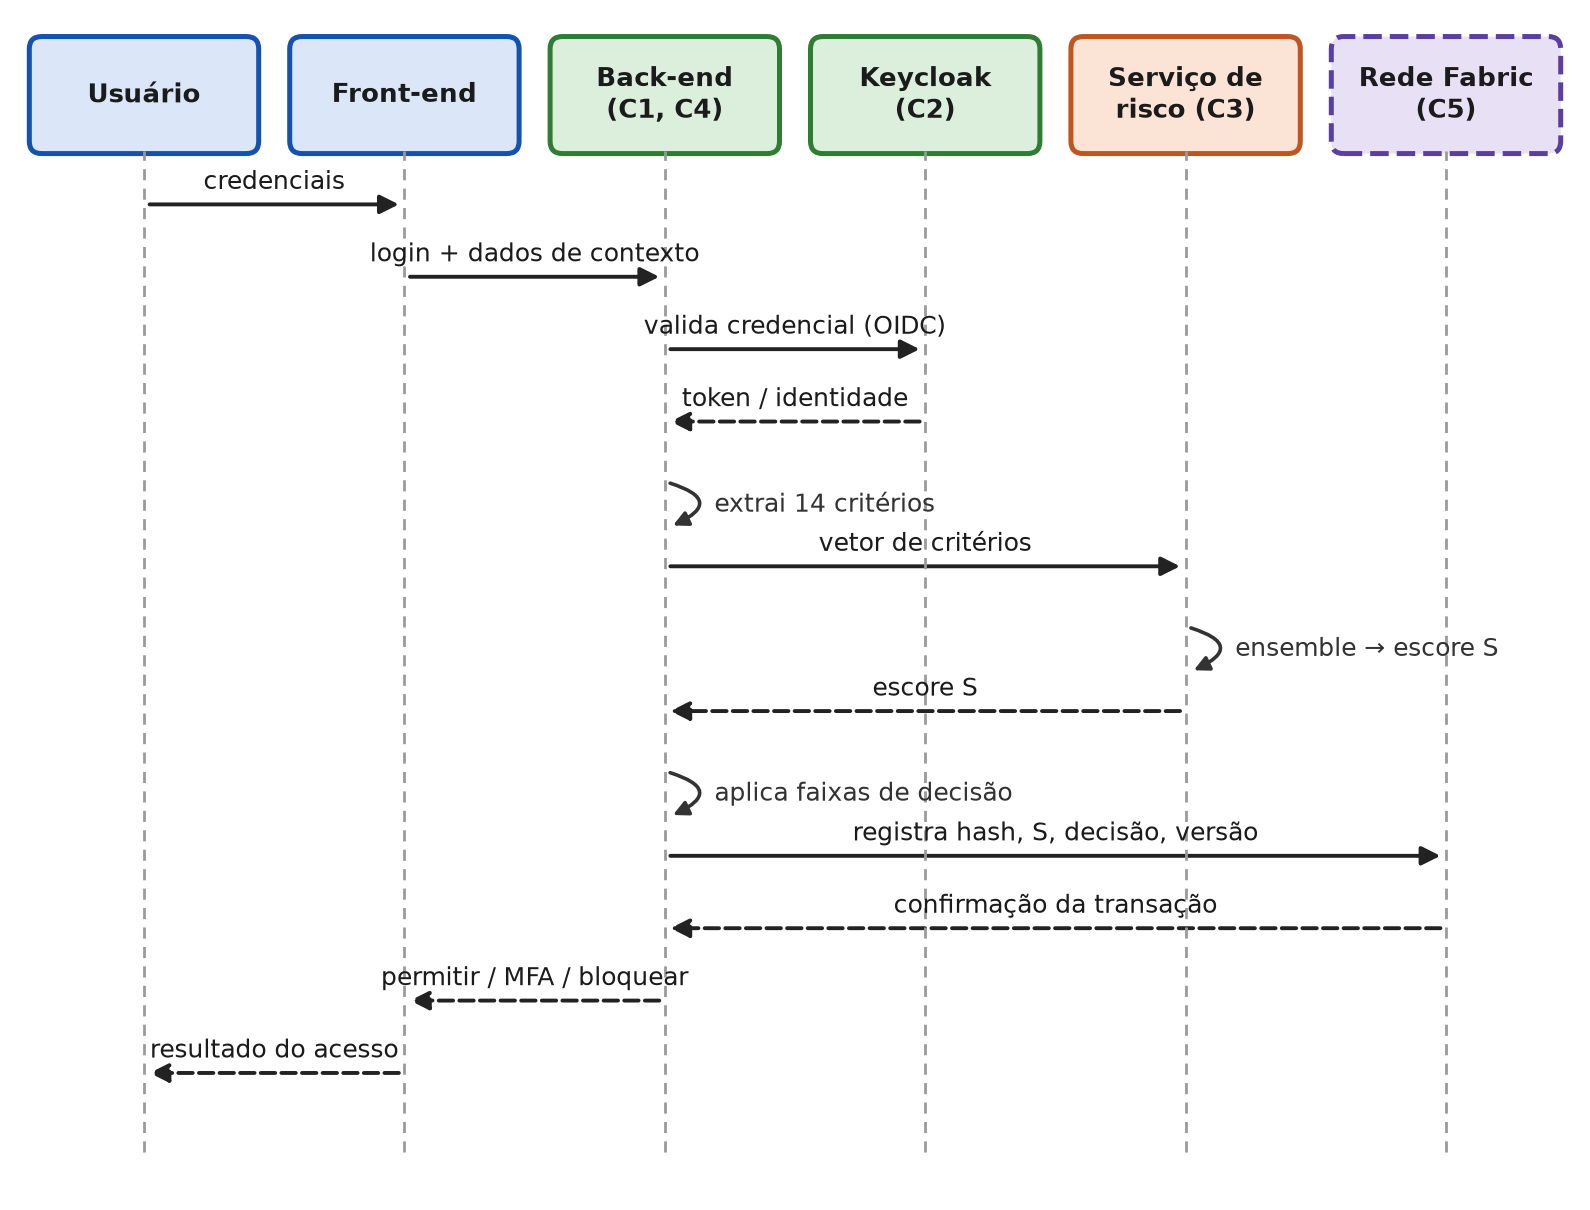 Usuário
Front-end
Back-end
(C1, C4)
Keycloak
(C2)
Serviço de
risco (C3)
Rede Fabric
(C5)
credenciais
login + dados de contexto
valida credencial (OIDC)
token / identidade
extrai 14 critérios
vetor de critérios
ensemble → escore S
escore S
aplica faixas de decisão
registra hash, S, decisão, versão
confirmação da transação
permitir / MFA / bloquear
resultado do acesso